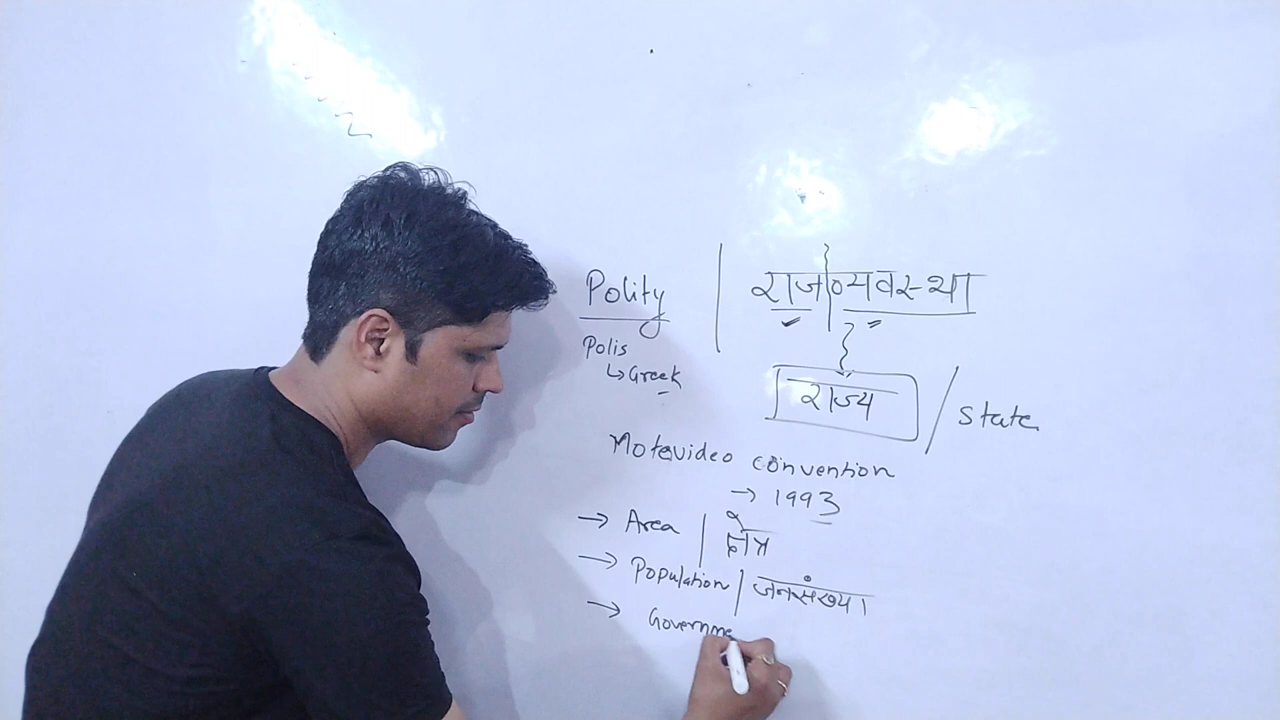 Polity | राजव्यवस्था
Polis
↳ Greek
राज्य / State
Motevideo convention
→ 1993
→ Area | क्षेत्र
→ Population | जनसंख्या
→ Governme